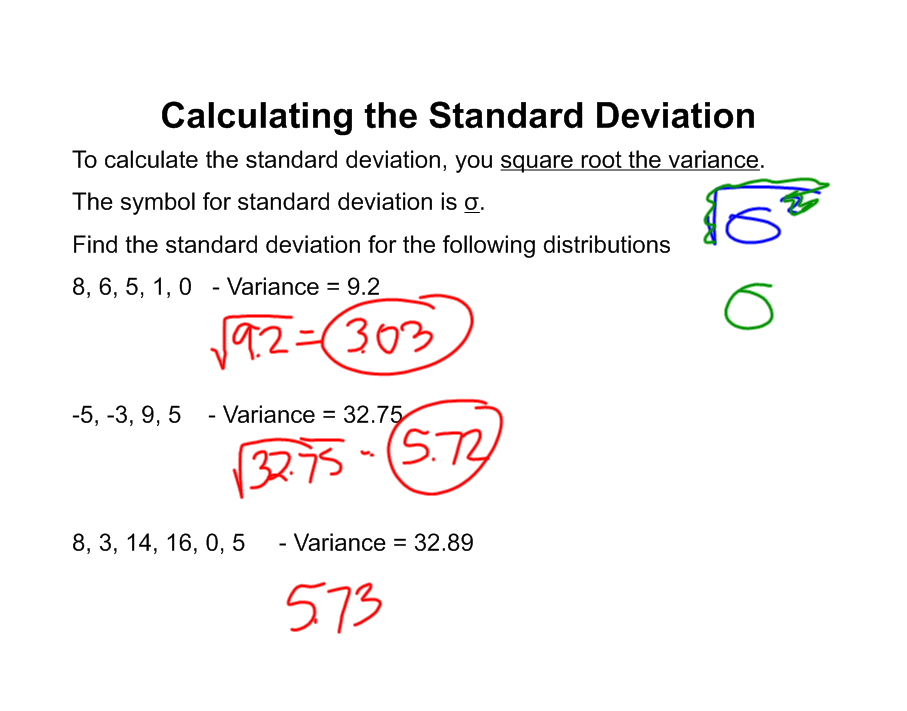 Calculating the Standard Deviation
To calculate the standard deviation, you square root the variance.
The symbol for standard deviation is σ.
√σ²
Find the standard deviation for the following distributions
8, 6, 5, 1, 0 - Variance = 9.2
σ
√9.2 = 3.03
-5, -3, 9, 5 - Variance = 32.75
√32.75 = 5.72
8, 3, 14, 16, 0, 5 - Variance = 32.89
5.73